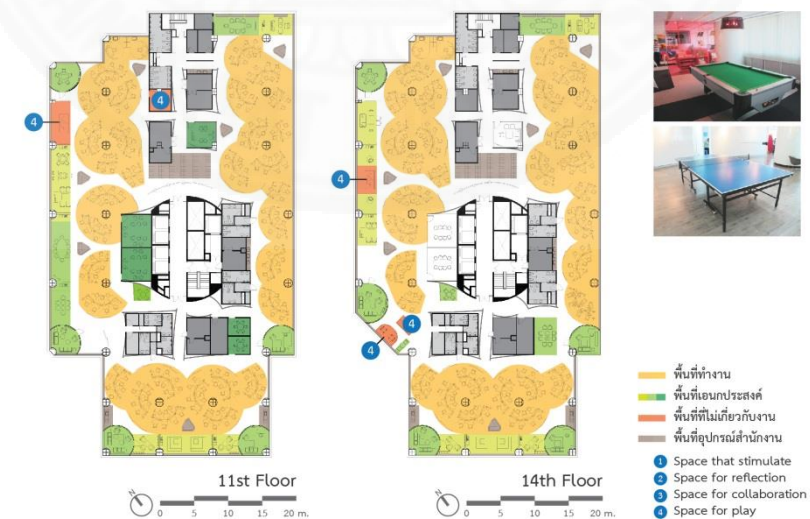 4
4
4
4
4
พื้นที่ทำงาน
พื้นที่เอนกประสงค์
พื้นที่ที่ไม่เกี่ยวกับงาน
พื้นที่อุปกรณ์สำนักงาน
1 Space that stimulate
2 Space for reflection
3 Space for collaboration
4 Space for play
11st Floor
N
0 5 10 15 20 m.
14th Floor
N
0 5 10 15 20 m.